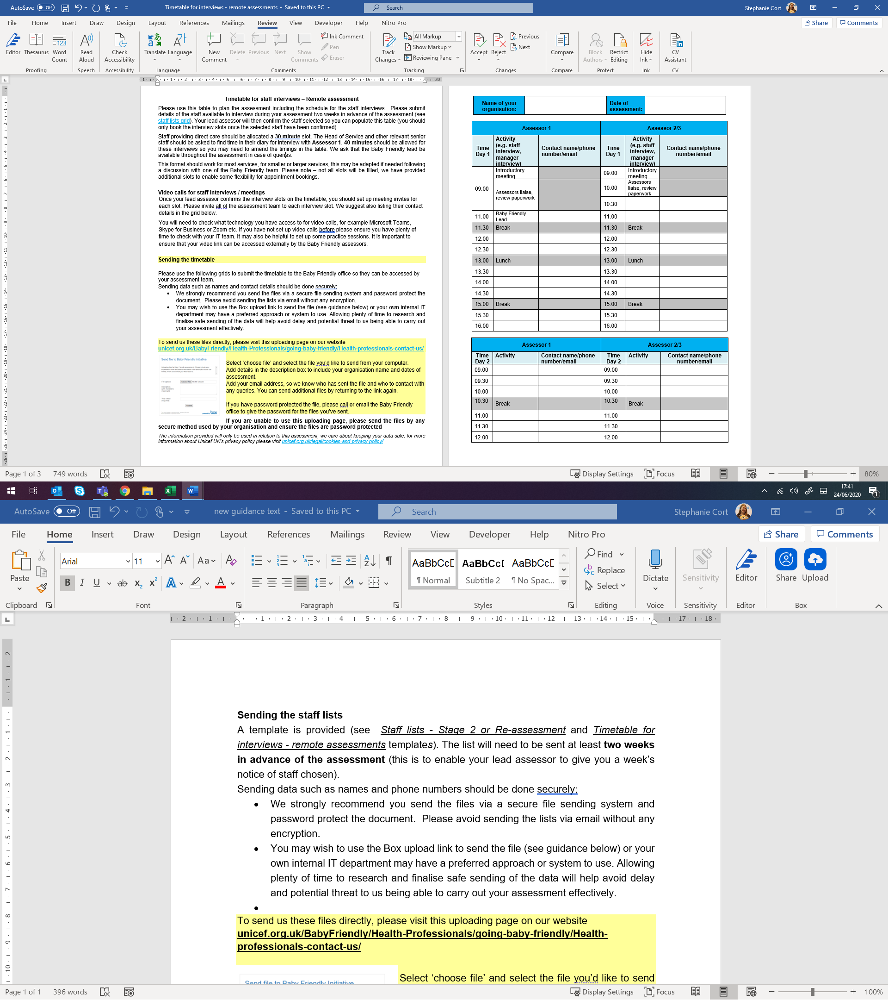 AutoSave Off Timetable for interviews - remote assessments - Saved to this PC Search Stephanie Cort
File Home Insert Draw Design Layout References Mailings Review View Developer Help Nitro Pro Share Comments
Editor Thesaurus Word Count Read Aloud Check Accessibility Translate Language New Comment Delete Previous Next Show Comments Ink Comment Pen Eraser Track Changes All Markup Show Markup Reviewing Pane Accept Reject Previous Next Compare Block Authors Restrict Editing Hide Ink CV Assistant
Proofing Speech Accessibility Language Comments Tracking Changes Compare Protect Ink CV
Timetable for staff interviews – Remote assessment
Please use this table to plan the assessment including the schedule for the staff interviews. Please submit
details of the staff available to interview during your assessment two weeks in advance of the assessment (see
staff lists grid). Your lead assessor will then confirm the staff selected so you can populate this table (you should
only book the interview slots once the selected staff have been confirmed)
Staff providing direct care should be allocated a 30 minute slot. The Head of Service and other relevant senior
staff should be asked to find time in their diary for interview with Assessor 1. 40 minutes should be allowed for
these interviews so you may need to amend the timings in the table. We ask that the Baby Friendly lead be
available throughout the assessment in case of queries.
This format should work for most services, for smaller or larger services, this may be adapted if needed following
a discussion with one of the Baby Friendly team. Please note – not all slots will be filled, we have provided
additional slots to enable some flexibility for appointment bookings.
Video calls for staff interviews / meetings
Once your lead assessor confirms the interview slots on the timetable, you should set up meeting invites for
each slot. Please invite all of the assessment team to each interview slot. We suggest also listing their contact
details in the grid below.
You will need to check what technology you have access to for video calls, for example Microsoft Teams,
Skype for Business or Zoom etc. If you have not set up video calls before please ensure you have plenty of
time to check with your IT team. It may also be helpful to set up some practice sessions. It is important to
ensure that your video link can be accessed externally by the Baby Friendly assessors.
Sending the timetable
Please use the following grids to submit the timetable to the Baby Friendly office so they can be accessed by
your assessment team.
Sending data such as names and contact details should be done securely;
• We strongly recommend you send the files via a secure file sending system and password protect the
document. Please avoid sending the lists via email without any encryption.
• You may wish to use the Box upload link to send the file (see guidance below) or your own internal IT
department may have a preferred approach or system to use. Allowing plenty of time to research and
finalise safe sending of the data will help avoid delay and potential threat to us being able to carry out
your assessment effectively.
To send us these files directly, please visit this uploading page on our website
unicef.org.uk/BabyFriendly/Health-Professionals/going-baby-friendly/Health-professionals-contact-us/
Send file to Baby Friendly Initiative
Select ‘choose file’ and select the file you’d like to send from your computer.
Add details in the description box to include your organisation name and dates of
assessment.
Add your email address, so we know who has sent the file and who to contact with
any queries. You can send additional files by returning to the link again.
If you have password protected the file, please call or email the Baby Friendly
office to give the password for the files you’ve sent.
box
If you are unable to use this uploading page, please send the files by any
secure method used by your organisation and ensure the files are password protected
The information provided will only be used in relation to this assessment; we care about keeping your data safe; for more
information about Unicef UK's privacy policy please visit unicef.org.uk/legal/cookies-and-privacy-policy/
Name of your organisation: Date of assessment:
Assessor 1 Assessor 2/3
Time Day 1 Activity (e.g. staff interview, manager interview) Contact name/phone number/email Time Day 1 Activity (e.g. staff interview, manager interview) Contact name/phone number/email
09.00 Introductory meeting 09.00 Introductory meeting
Assessors liaise, review paperwork 10.00 Assessors liaise, review paperwork
10.30
11.00 Baby Friendly Lead 11.00
11.30 Break 11.30 Break
12.00 12.00
12.30 12.30
13.00 Lunch 13.00 Lunch
13.30 13.30
14.00 14.00
14.30 14.30
15.00 Break 15.00 Break
15.30 15.30
16.00 16.00
Assessor 1 Assessor 2/3
Time Day 2 Activity Contact name/phone number/email Time Day 2 Activity Contact name/phone number/email
09.00 09.00
09.30 09.30
10.00 10.00
10.30 Break 10.30 Break
11.00 11.00
11.30 11.30
12.00 12.00
Page 1 of 3 749 words Display Settings Focus 80%
17:41
24/06/2020
AutoSave Off new guidance text - Saved to this PC Search Stephanie Cort
File Home Insert Draw Design Layout References Mailings Review View Developer Help Nitro Pro Share Comments
Paste Arial 11 AaBbCcD Normal AaBbCcI Subtitle 2 AaBbCcD No Spac... Find Replace Select Dictate Sensitivity Editor Share Upload
Clipboard Font Paragraph Styles Editing Voice Sensitivity Editor Box
Sending the staff lists
A template is provided (see Staff lists - Stage 2 or Re-assessment and Timetable for
interviews - remote assessments templates). The list will need to be sent at least two weeks
in advance of the assessment (this is to enable your lead assessor to give you a week’s
notice of staff chosen).
Sending data such as names and phone numbers should be done securely;
• We strongly recommend you send the files via a secure file sending system and
password protect the document. Please avoid sending the lists via email without any
encryption.
• You may wish to use the Box upload link to send the file (see guidance below) or your
own internal IT department may have a preferred approach or system to use. Allowing
plenty of time to research and finalise safe sending of the data will help avoid delay
and potential threat to us being able to carry out your assessment effectively.
•
To send us these files directly, please visit this uploading page on our website
unicef.org.uk/BabyFriendly/Health-Professionals/going-baby-friendly/Health-
professionals-contact-us/
Send file to Baby Friendly Initiative
Select ‘choose file’ and select the file you’d like to send
Page 1 of 1 396 words Display Settings Focus 100%